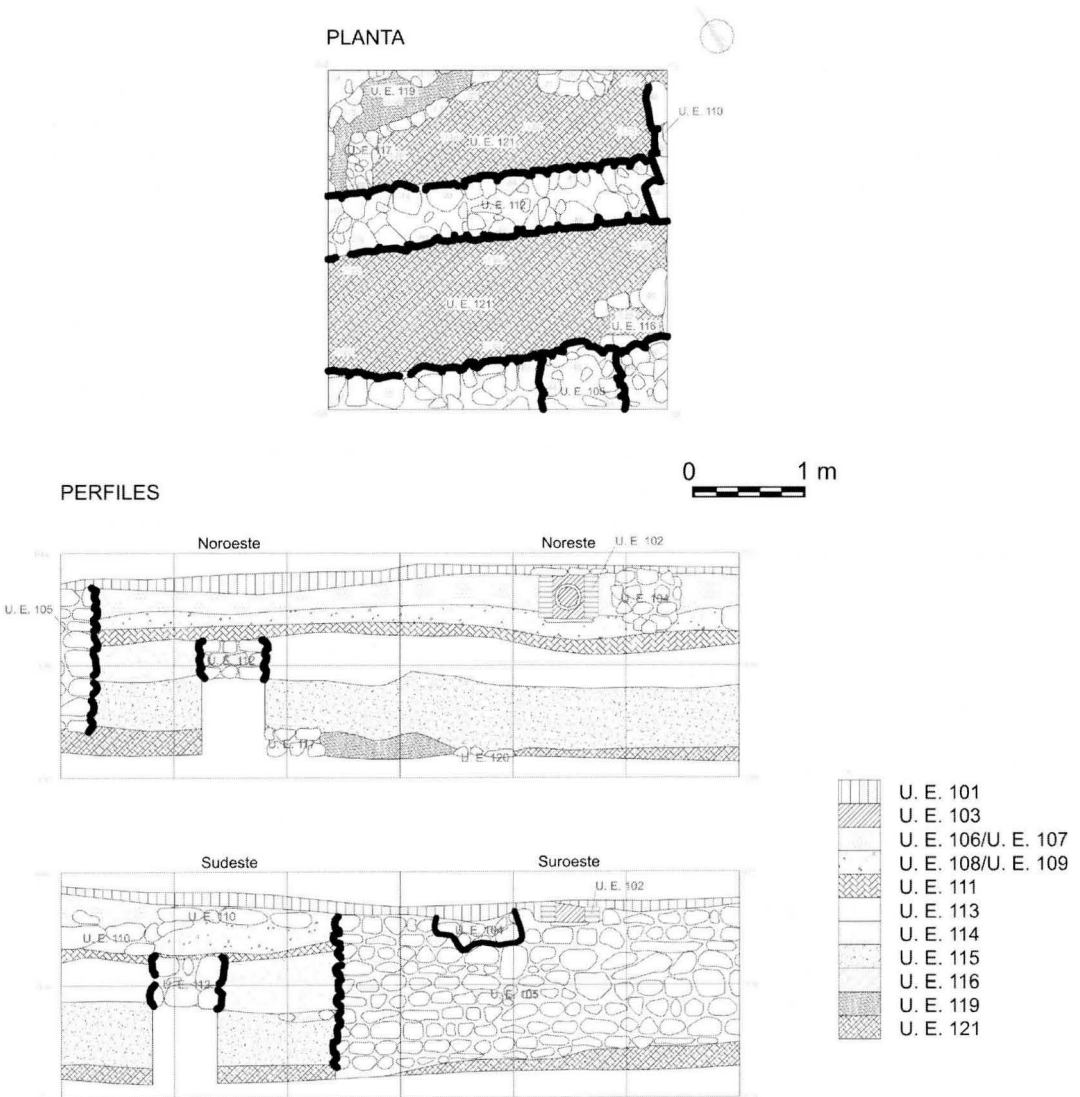 PLANTA
U. E. 119
U. E. 110
U. E. 117
U. E. 121
U. E. 112
U. E. 121
U. E. 116
U. E. 105
0 1 m
PERFILES
Noroeste
Noreste
U. E. 102
U. E. 105
U. E. 104
U. E. 112
U. E. 117
U. E. 120
Sudeste
Suroeste
U. E. 102
U. E. 110
U. E. 104
U. E. 110
U. E. 112
U. E. 105
U. E. 101
U. E. 103
U. E. 106/U. E. 107
U. E. 108/U. E. 109
U. E. 111
U. E. 113
U. E. 114
U. E. 115
U. E. 116
U. E. 119
U. E. 121